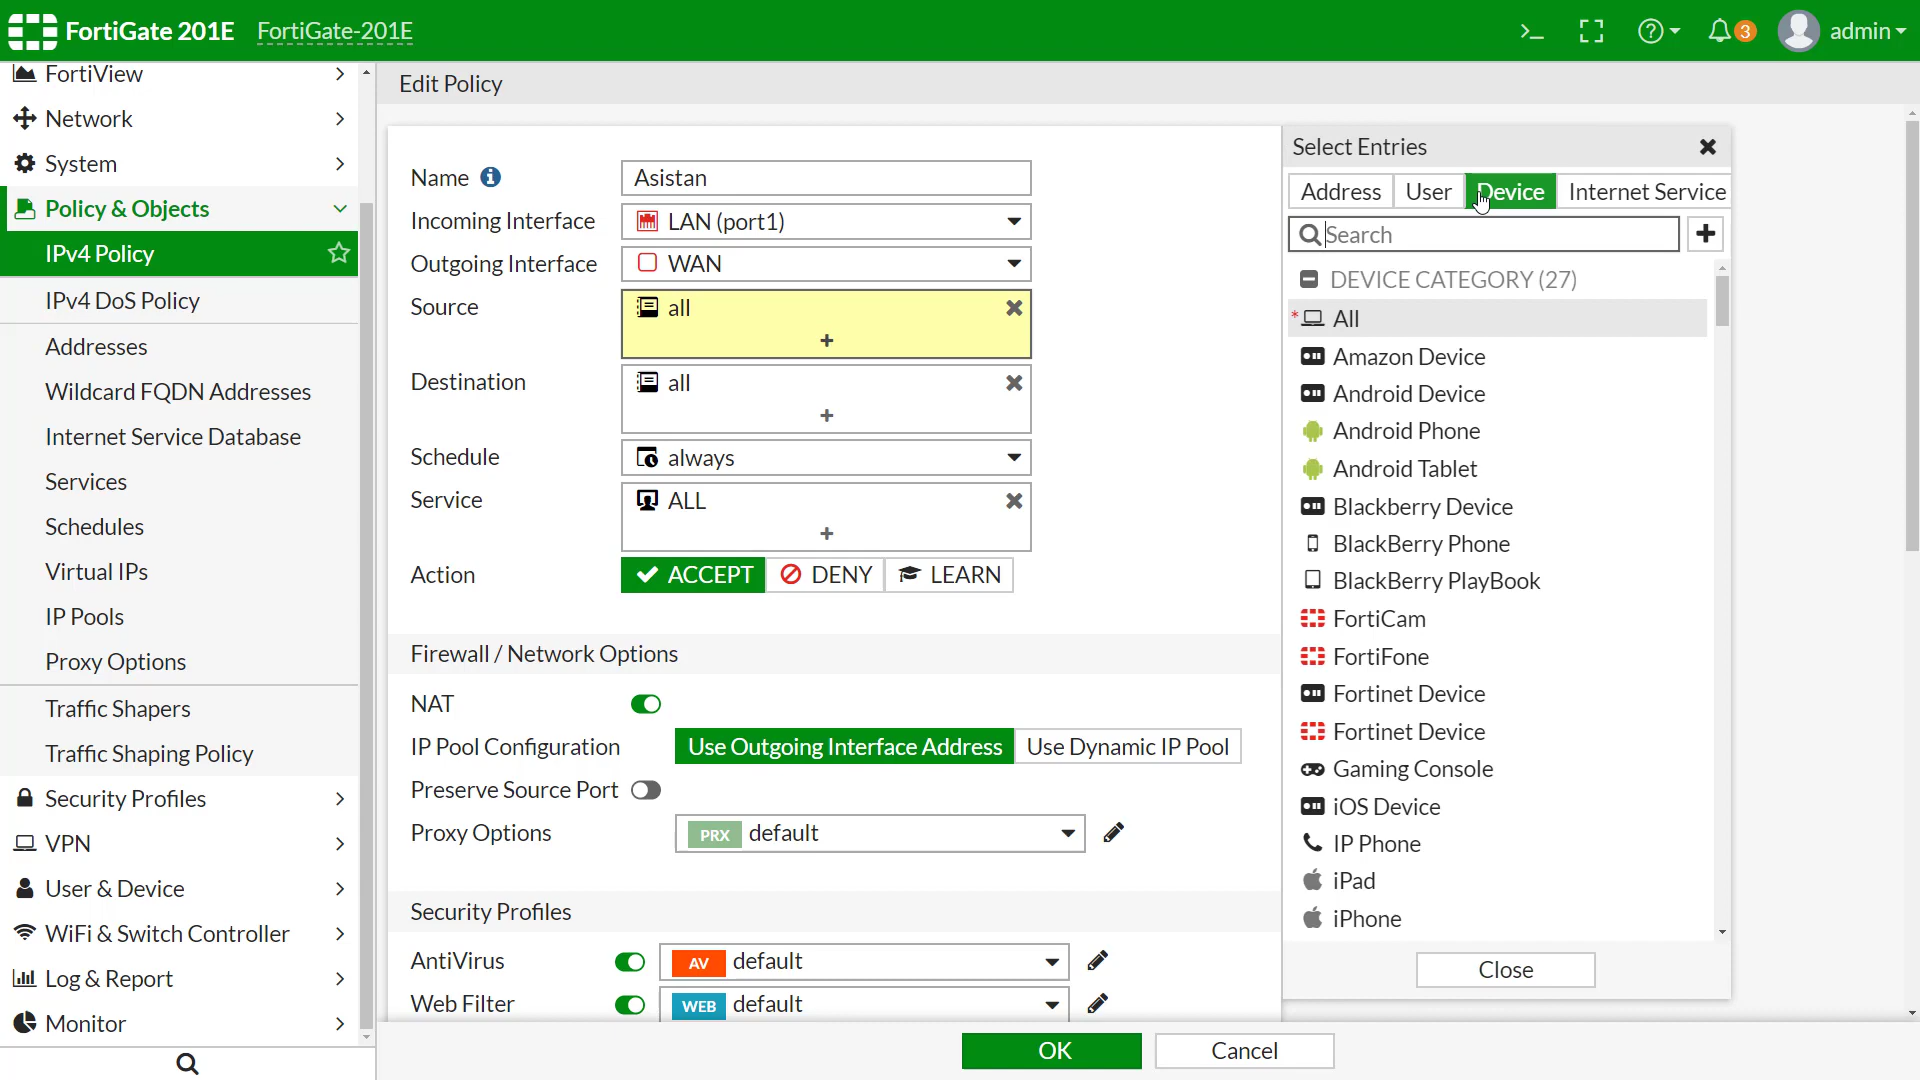 FortiGate 201E FortiGate-201E
3 admin
FortiView
Network
System
Policy & Objects
IPv4 Policy
IPv4 DoS Policy
Addresses
Wildcard FQDN Addresses
Internet Service Database
Services
Schedules
Virtual IPs
IP Pools
Proxy Options
Traffic Shapers
Traffic Shaping Policy
Security Profiles
VPN
User & Device
WiFi & Switch Controller
Log & Report
Monitor
Edit Policy
Name Asistan
Incoming Interface LAN (port1)
Outgoing Interface WAN
Source all
+
Destination all
+
Schedule always
Service ALL
+
Action ACCEPT DENY LEARN
Firewall / Network Options
NAT
IP Pool Configuration Use Outgoing Interface Address Use Dynamic IP Pool
Preserve Source Port
Proxy Options PRX default
Security Profiles
AntiVirus AV default
Web Filter WEB default
Select Entries
Address User Device Internet Service
Search
DEVICE CATEGORY (27)
* All
Amazon Device
Android Device
Android Phone
Android Tablet
Blackberry Device
BlackBerry Phone
BlackBerry PlayBook
FortiCam
FortiFone
Fortinet Device
Fortinet Device
Gaming Console
iOS Device
IP Phone
iPad
iPhone
Close
OK Cancel